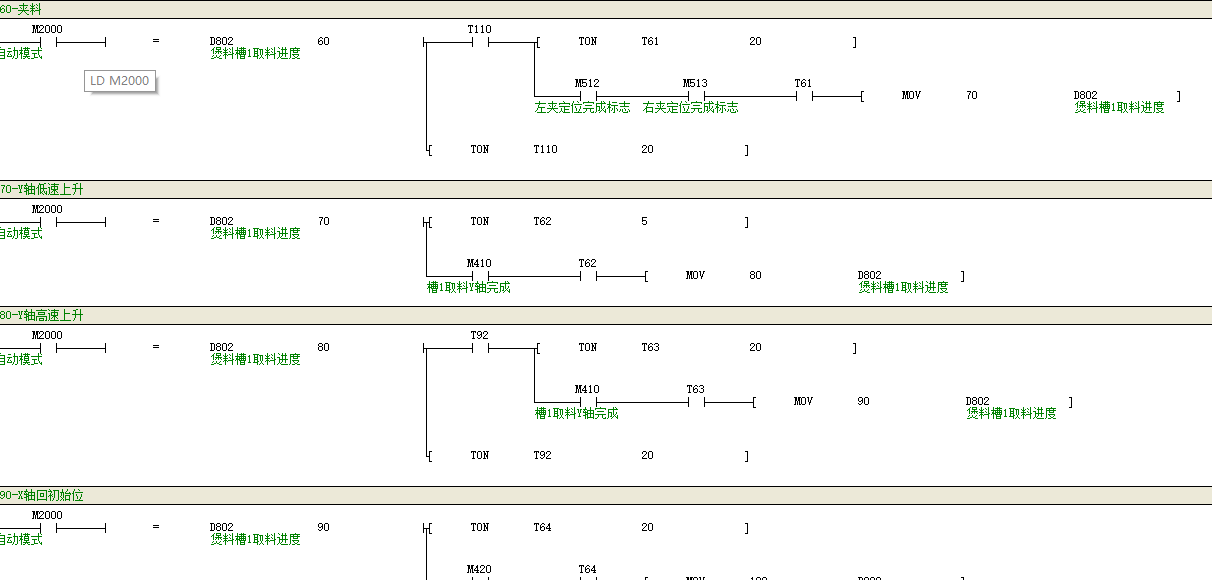 60-夹料
M2000 T110
= D802 60 [ TON T61 20 ]
自动模式 煲料槽1取料进度
LD M2000
M512 M513 T61
[ MOV 70 D802 ]
左夹定位完成标志 右夹定位完成标志 煲料槽1取料进度
[ TON T110 20 ]
70-Y轴低速上升
M2000
= D802 70 [ TON T62 5 ]
自动模式 煲料槽1取料进度
M410 T62
[ MOV 80 D802 ]
槽1取料Y轴完成 煲料槽1取料进度
80-Y轴高速上升
M2000 T92
= D802 80 [ TON T63 20 ]
自动模式 煲料槽1取料进度
M410 T63
[ MOV 90 D802 ]
槽1取料Y轴完成 煲料槽1取料进度
[ TON T92 20 ]
90-X轴回初始位
M2000
= D802 90 [ TON T64 20 ]
自动模式 煲料槽1取料进度
M420 T64